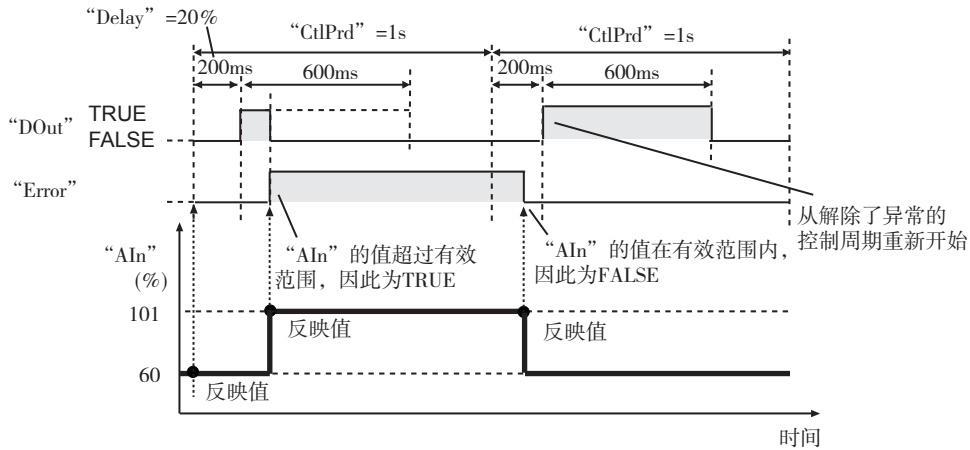 “Delay” =20%
“CtlPrd” =1s
“CtlPrd” =1s
200ms
600ms
200ms
600ms
“DOut”
TRUE
FALSE
“Error”
从解除了异常的
控制周期重新开始
“AIn”
(%)
“AIn”的值超过有效
范围，因此为TRUE
“AIn”的值在有效范围内，
因此为FALSE
101
反映值
反映值
60
反映值
时间